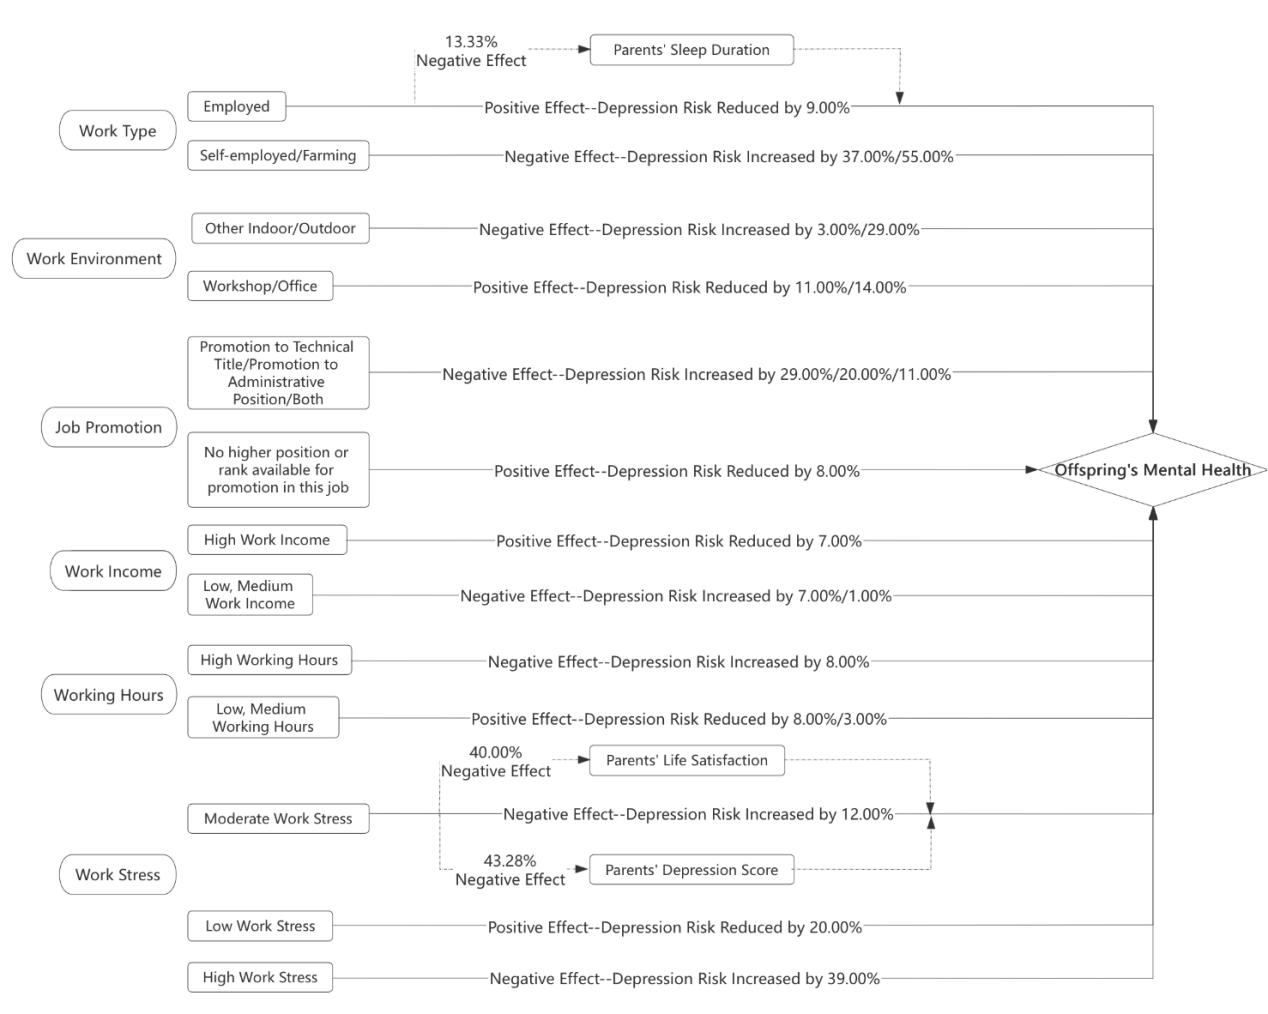 13.33%
Negative Effect
Parents' Sleep Duration
Work Type
Employed
Positive Effect--Depression Risk Reduced by 9.00%
Self-employed/Farming
Negative Effect--Depression Risk Increased by 37.00%/55.00%
Work Environment
Other Indoor/Outdoor
Negative Effect--Depression Risk Increased by 3.00%/29.00%
Workshop/Office
Positive Effect--Depression Risk Reduced by 11.00%/14.00%
Job Promotion
Promotion to Technical
Title/Promotion to
Administrative
Position/Both
Negative Effect--Depression Risk Increased by 29.00%/20.00%/11.00%
No higher position or
rank available for
promotion in this job
Positive Effect--Depression Risk Reduced by 8.00%
Offspring's Mental Health
Work Income
High Work Income
Positive Effect--Depression Risk Reduced by 7.00%
Low, Medium
Work Income
Negative Effect--Depression Risk Increased by 7.00%/1.00%
Working Hours
High Working Hours
Negative Effect--Depression Risk Increased by 8.00%
Low, Medium
Working Hours
Positive Effect--Depression Risk Reduced by 8.00%/3.00%
40.00%
Negative Effect
Parents' Life Satisfaction
Moderate Work Stress
Negative Effect--Depression Risk Increased by 12.00%
43.28%
Negative Effect
Parents' Depression Score
Work Stress
Low Work Stress
Positive Effect--Depression Risk Reduced by 20.00%
High Work Stress
Negative Effect--Depression Risk Increased by 39.00%